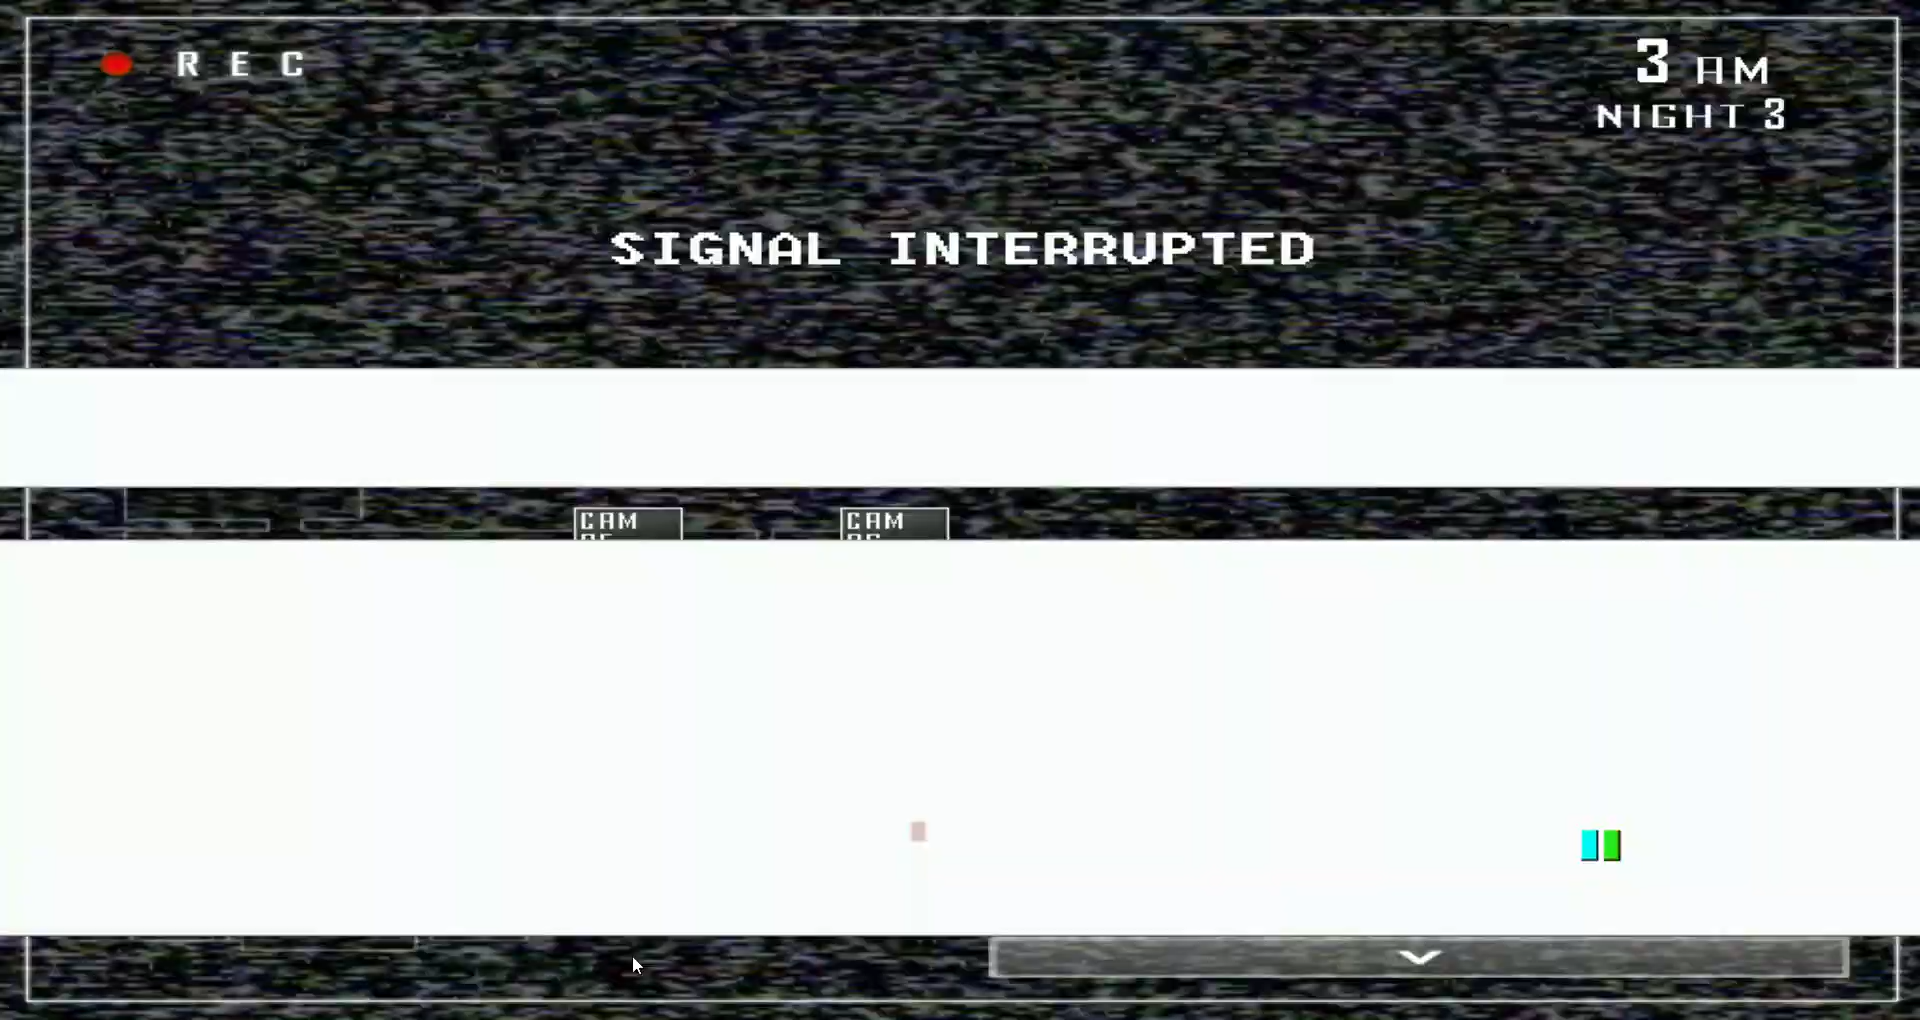 REC
3 AM
NIGHT 3
SIGNAL INTERRUPTED
CAM
CAM